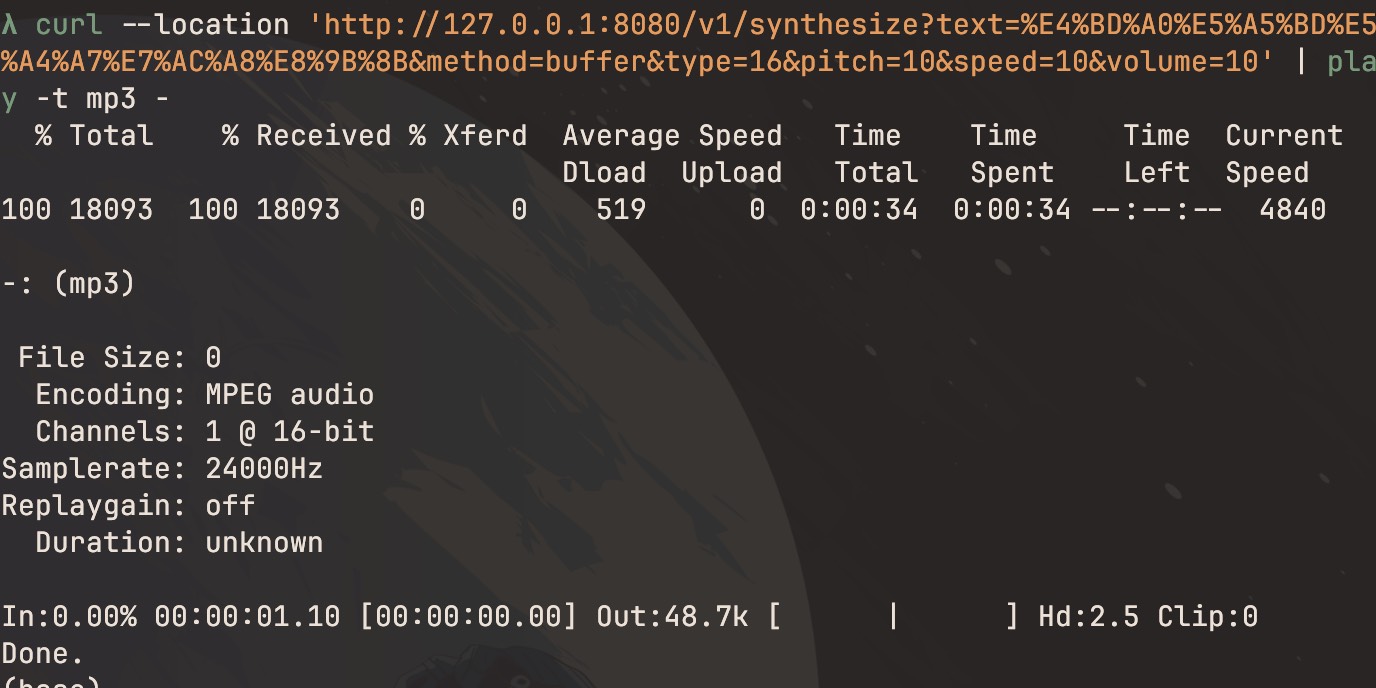 λ curl --location 'http://127.0.0.1:8080/v1/synthesize?text=%E4%BD%A0%E5%A5%BD%E5
%A4%A7%E7%AC%A8%E8%9B%8B&method=buffer&type=16&pitch=10&speed=10&volume=10' | pla
y -t mp3 -
  % Total    % Received % Xferd  Average Speed   Time    Time     Time  Current
                                 Dload  Upload   Total   Spent    Left  Speed
100 18093  100 18093    0     0    519      0  0:00:34  0:00:34 --:--:--  4840
-: (mp3)
 File Size: 0
  Encoding: MPEG audio
  Channels: 1 @ 16-bit
Samplerate: 24000Hz
Replaygain: off
  Duration: unknown
In:0.00% 00:00:01.10 [00:00:00.00] Out:48.7k [      |      ] Hd:2.5 Clip:0
Done.
(base)